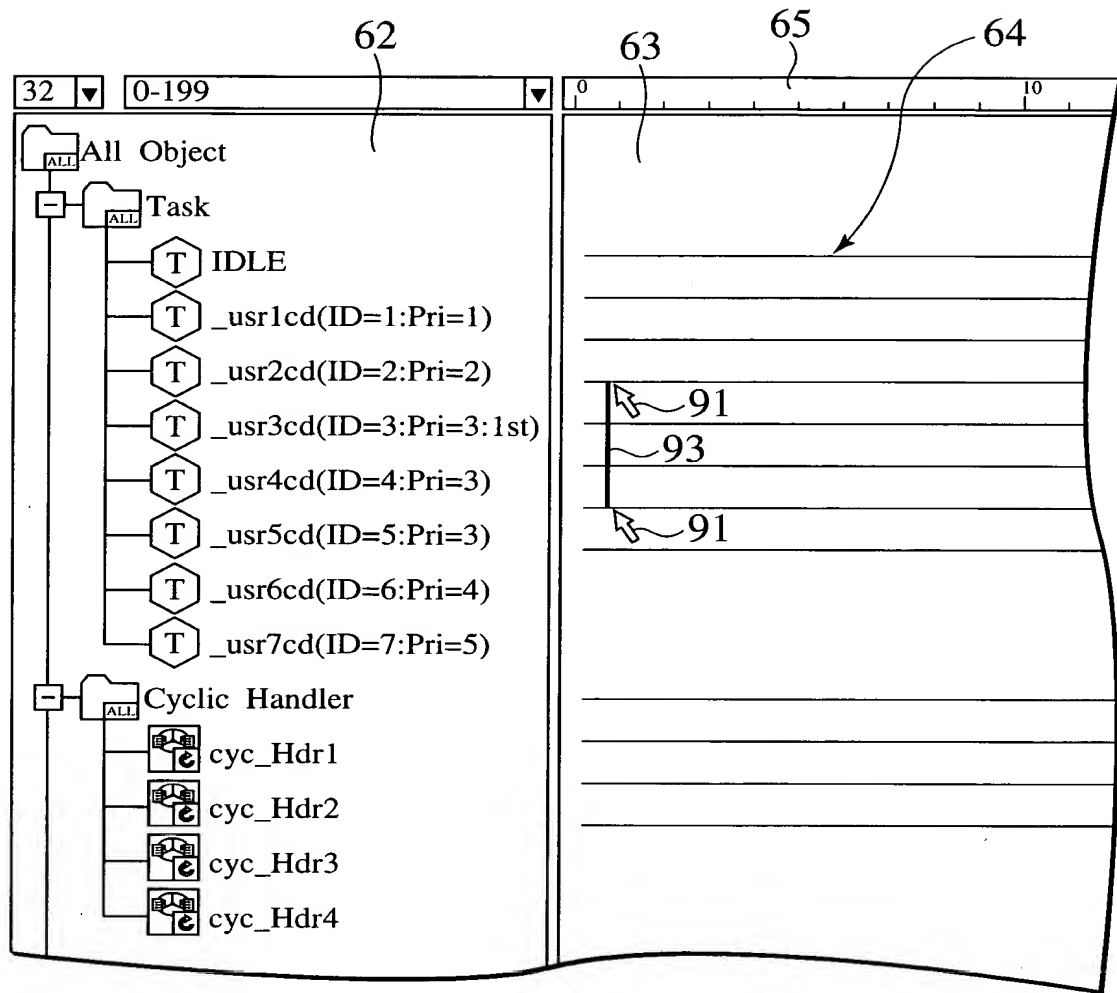 62
63
65
64
32
0-199
0
10
ALL
All Object
ALL
Task
T
IDLE
T
_usr1cd(ID=1:Pri=1)
T
_usr2cd(ID=2:Pri=2)
T
_usr3cd(ID=3:Pri=3:1st)
T
_usr4cd(ID=4:Pri=3)
T
_usr5cd(ID=5:Pri=3)
T
_usr6cd(ID=6:Pri=4)
T
_usr7cd(ID=7:Pri=5)
91
93
91
ALL
Cyclic Handler
cyc_Hdr1
cyc_Hdr2
cyc_Hdr3
cyc_Hdr4